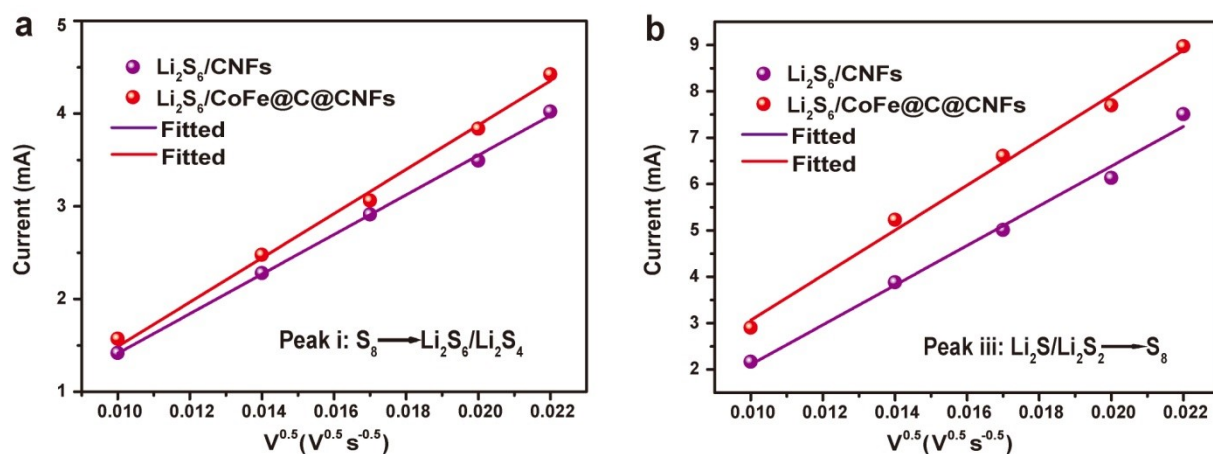 a
5
4
3
2
1
Current (mA)
Li₂S₆/CNFs
Li₂S₆/CoFe@C@CNFs
Fitted
Fitted
Peak i: S₈→Li₂S₆/Li₂S₄
0.010 0.012 0.014 0.016 0.018 0.020 0.022
V⁰·⁵(V⁰·⁵ s⁻⁰·⁵)
b
9
8
7
6
5
4
3
2
Current (mA)
Li₂S₆/CNFs
Li₂S₆/CoFe@C@CNFs
Fitted
Fitted
Peak iii: Li₂S/Li₂S₂→S₈
0.010 0.012 0.014 0.016 0.018 0.020 0.022
V⁰·⁵(V⁰·⁵ s⁻⁰·⁵)